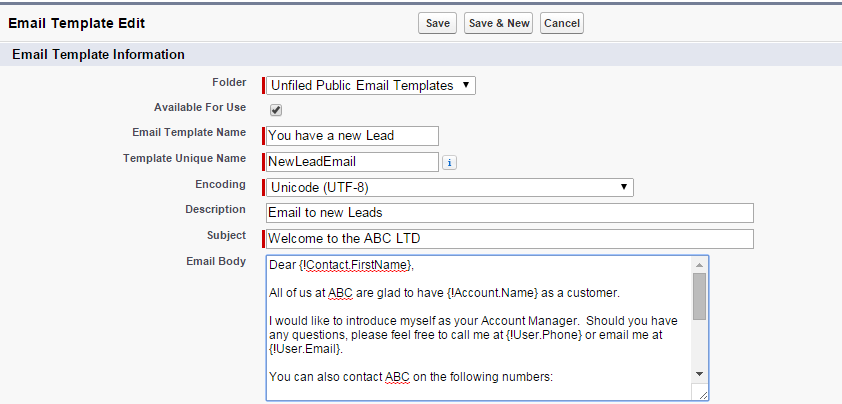 Email Template Edit
Save
Save & New
Cancel
Email Template Information
Folder
Unfiled Public Email Templates
Available For Use
Email Template Name
You have a new Lead
Template Unique Name
NewLeadEmail
i
Encoding
Unicode (UTF-8)
Description
Email to new Leads
Subject
Welcome to the ABC LTD
Email Body
Dear {!Contact.FirstName},
All of us at ABC are glad to have {!Account.Name} as a customer.
I would like to introduce myself as your Account Manager.  Should you have
any questions, please feel free to call me at {!User.Phone} or email me at
{!User.Email}.
You can also contact ABC on the following numbers: